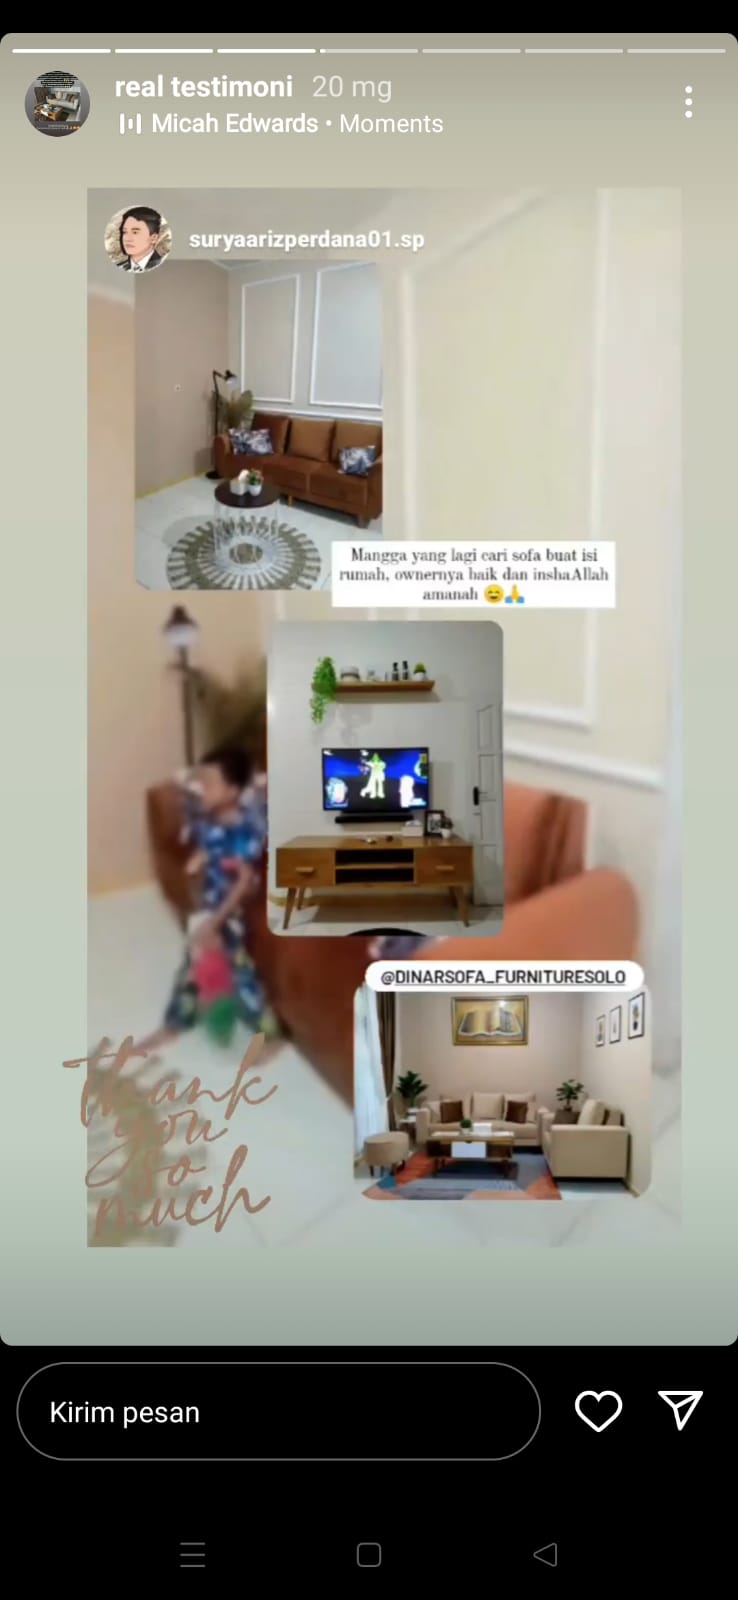 real testimoni 20 mg
Micah Edwards • Moments
suryaarizperdana01.sp
Mangga yang lagi cari sofa buat isi
rumah, ownernya baik dan inshaAllah
amanah 😊🙏
@DINARSOFA_FURNITURESOLO
thank
you
so
much
Kirim pesan